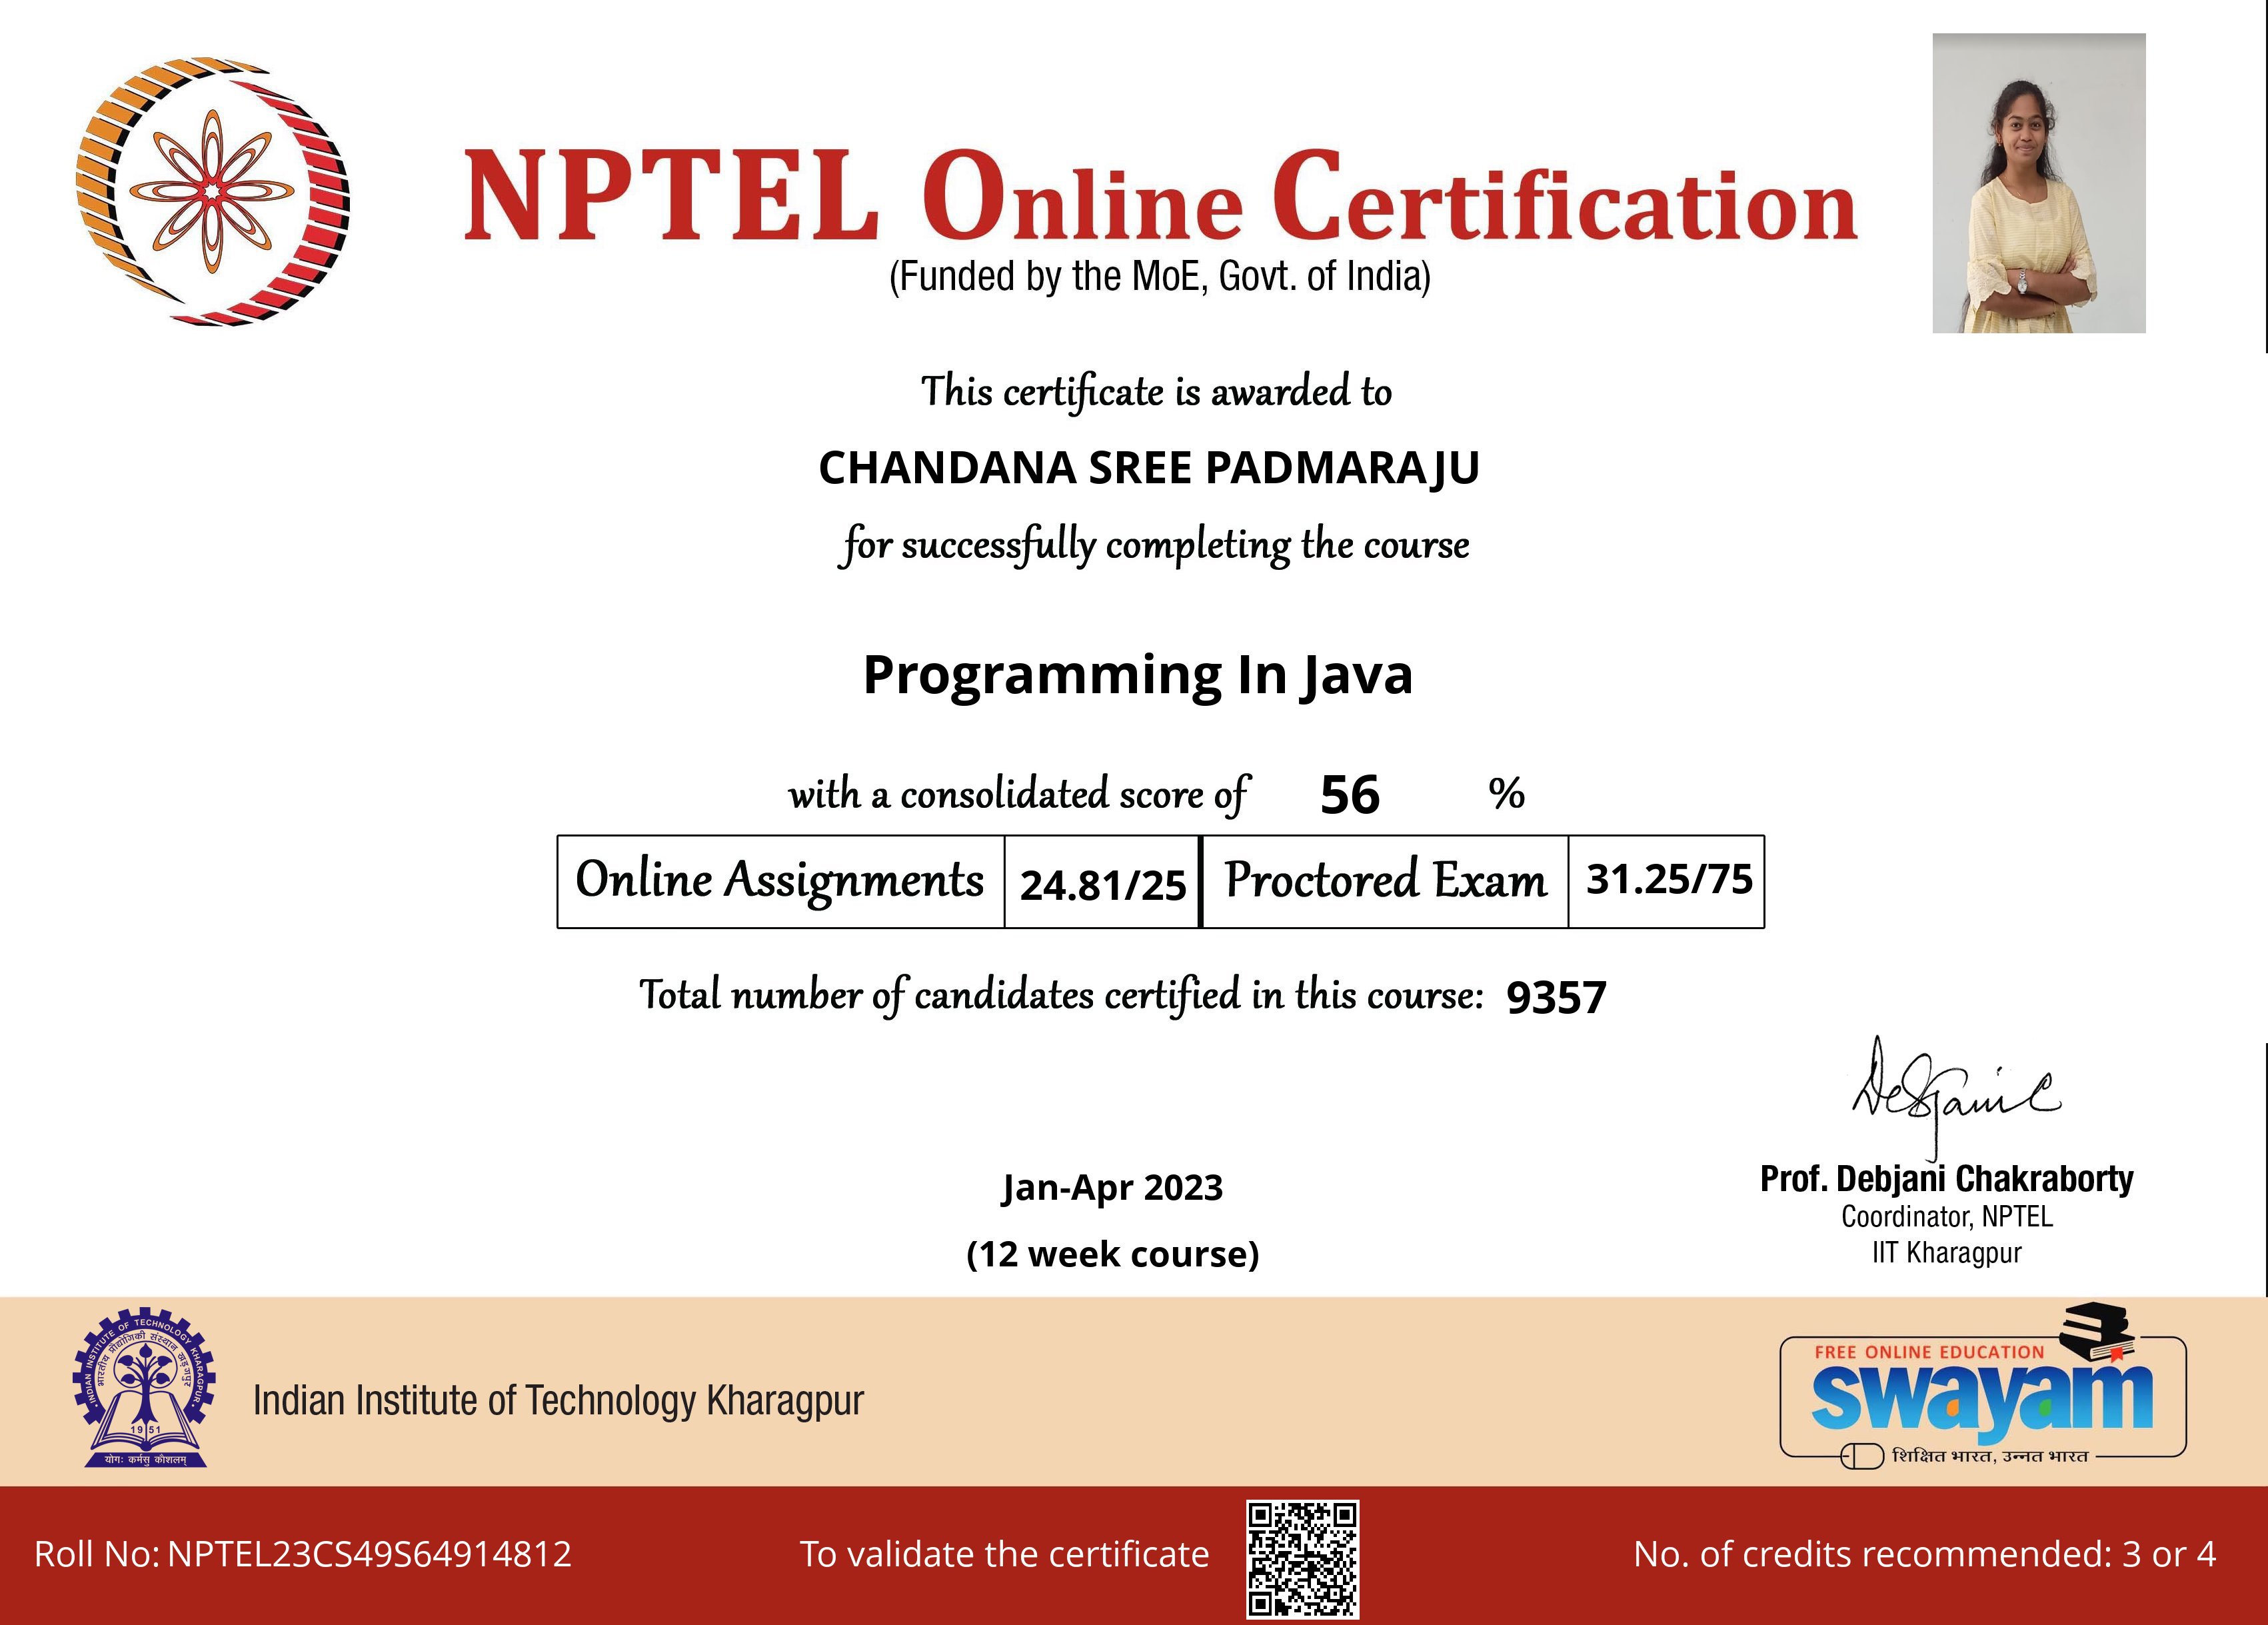 NPTEL Online Certification
(Funded by the MoE, Govt. of India)
This certificate is awarded to
CHANDANA SREE PADMARAJU
for successfully completing the course
Programming In Java
with a consolidated score of 56 %
Online Assignments 24.81/25 Proctored Exam 31.25/75
Total number of candidates certified in this course: 9357
Debjani C
Prof. Debjani Chakraborty
Coordinator, NPTEL
IIT Kharagpur
Jan-Apr 2023
(12 week course)
INDIAN INSTITUTE OF TECHNOLOGY KHARAGPUR
भारतीय प्रौद्योगिकी संस्थान खड़गपुर
1951
योगः कर्मसु कौशलम्
Indian Institute of Technology Kharagpur
FREE ONLINE EDUCATION
swayam
शिक्षित भारत, उन्नत भारत
Roll No: NPTEL23CS49S64914812
To validate the certificate
No. of credits recommended: 3 or 4